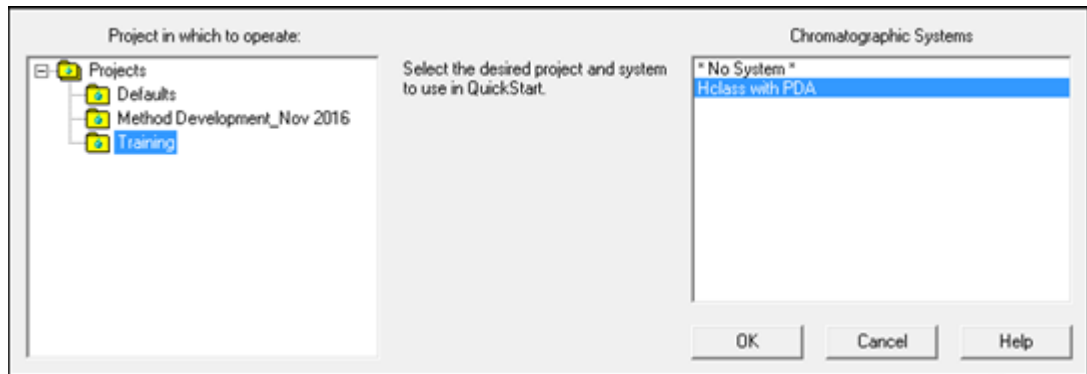 Project in which to operate:
Projects
Defaults
Method Development_Nov 2016
Training
Select the desired project and system
to use in QuickStart.
Chromatographic Systems
* No System *
Hclass with PDA
OK
Cancel
Help